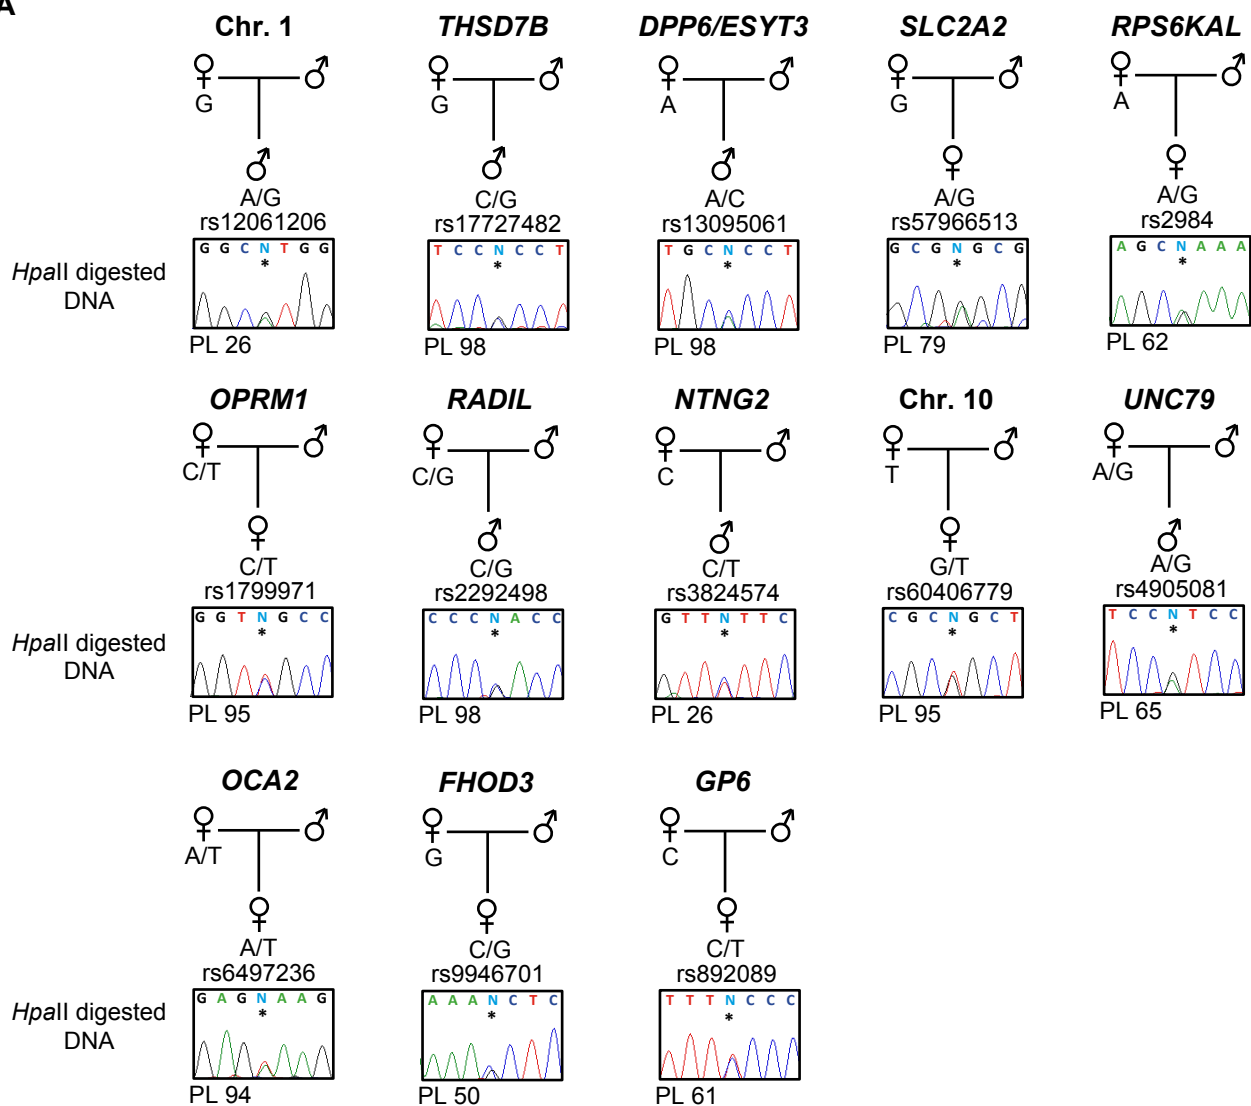 A
Chr. 1 THSD7B DPP6/ESYT3 SLC2A2 RPS6KAL
G G A G A
A/G C/G A/C A/G A/G
rs12061206 rs17727482 rs13095061 rs57966513 rs2984
HpaII digested DNA
G G C N T G G T C C N C C T T G C N C C T G C G N G C G A G C N A A A
* * * * *
PL 26 PL 98 PL 98 PL 79 PL 62
OPRM1 RADIL NTNG2 Chr. 10 UNC79
C/T C/G C T A/G
C/T C/G C/T G/T A/G
rs1799971 rs2292498 rs3824574 rs60406779 rs4905081
HpaII digested DNA
G G T N G C C C C C N A C C G T T N T T C C G C N G C T T C C N T C C
* * * * *
PL 95 PL 98 PL 26 PL 95 PL 65
OCA2 FHOD3 GP6
A/T G C
A/T C/G C/T
rs6497236 rs9946701 rs892089
HpaII digested DNA
G A G N A A G A A A N C T C T T T N C C C
* * *
PL 94 PL 50 PL 61